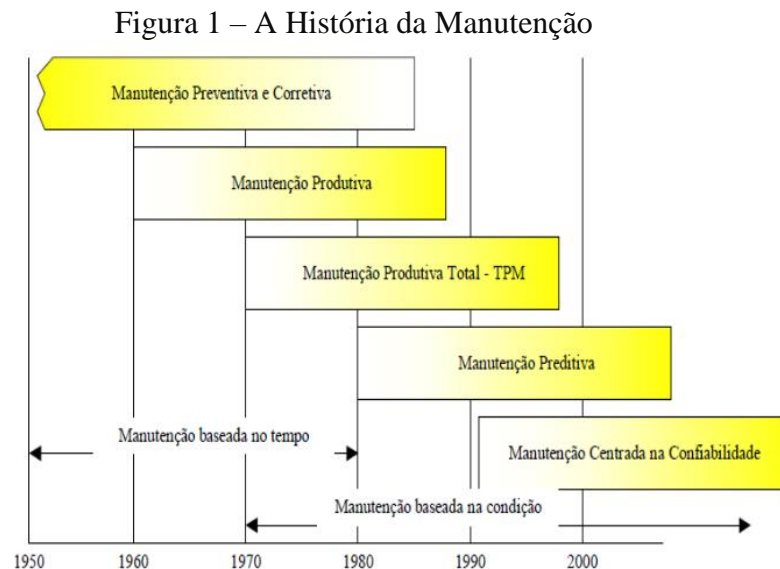 Figura 1 – A História da Manutenção
Manutenção Preventiva e Corretiva
Manutenção Produtiva
Manutenção Produtiva Total - TPM
Manutenção Preditiva
Manutenção baseada no tempo
Manutenção Centrada na Confiabilidade
Manutenção baseada na condição
1950 1960 1970 1980 1990 2000